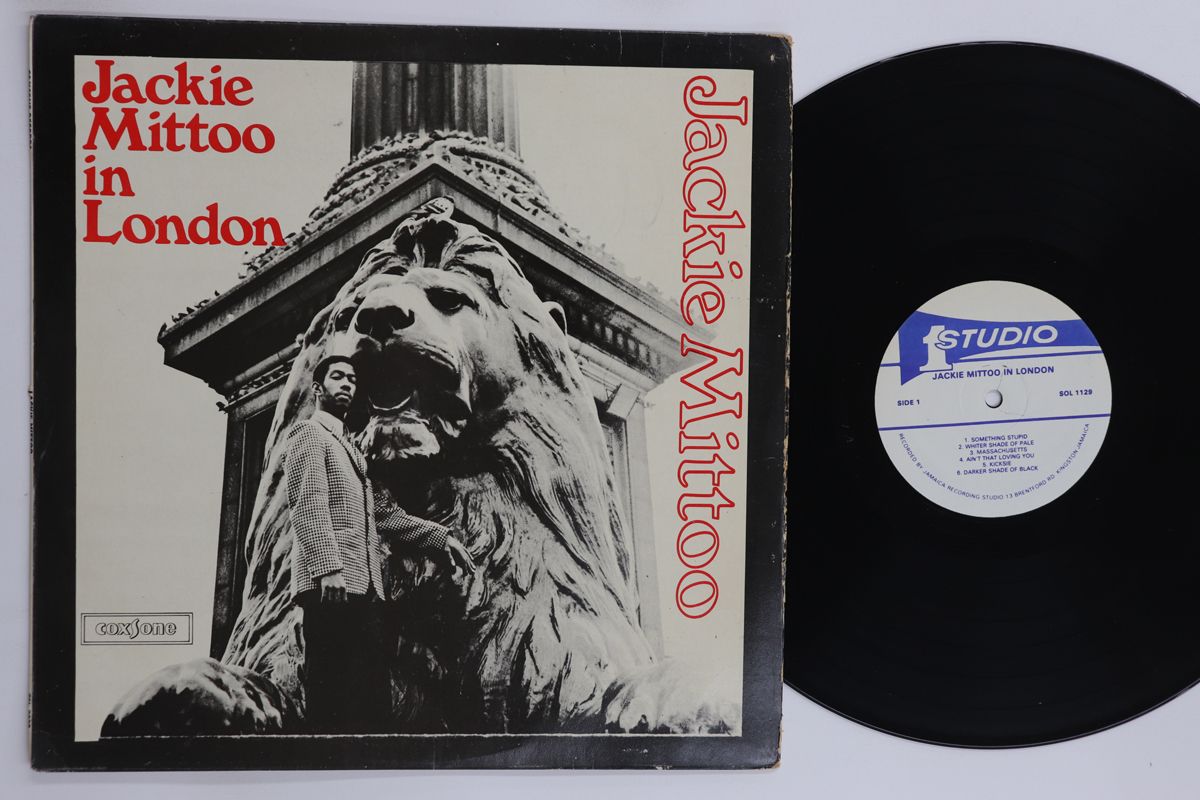 Jackie
Mittoo
in
London
Jackie Mittoo
coxsone
1 STUDIO
JACKIE MITTOO IN LONDON
SIDE 1
SOL 1129
1. SOMETHING STUPID
2. WHITER SHADE OF PALE
3. MASSACHUSETTS
4. AIN'T THAT LOVING YOU
5. KICKSIE
6. DARKER SHADE OF BLACK
RECORDED BY JAMAICA RECORDING STUDIO 13 BRENTFORD RD. KINGSTON JAMAICA